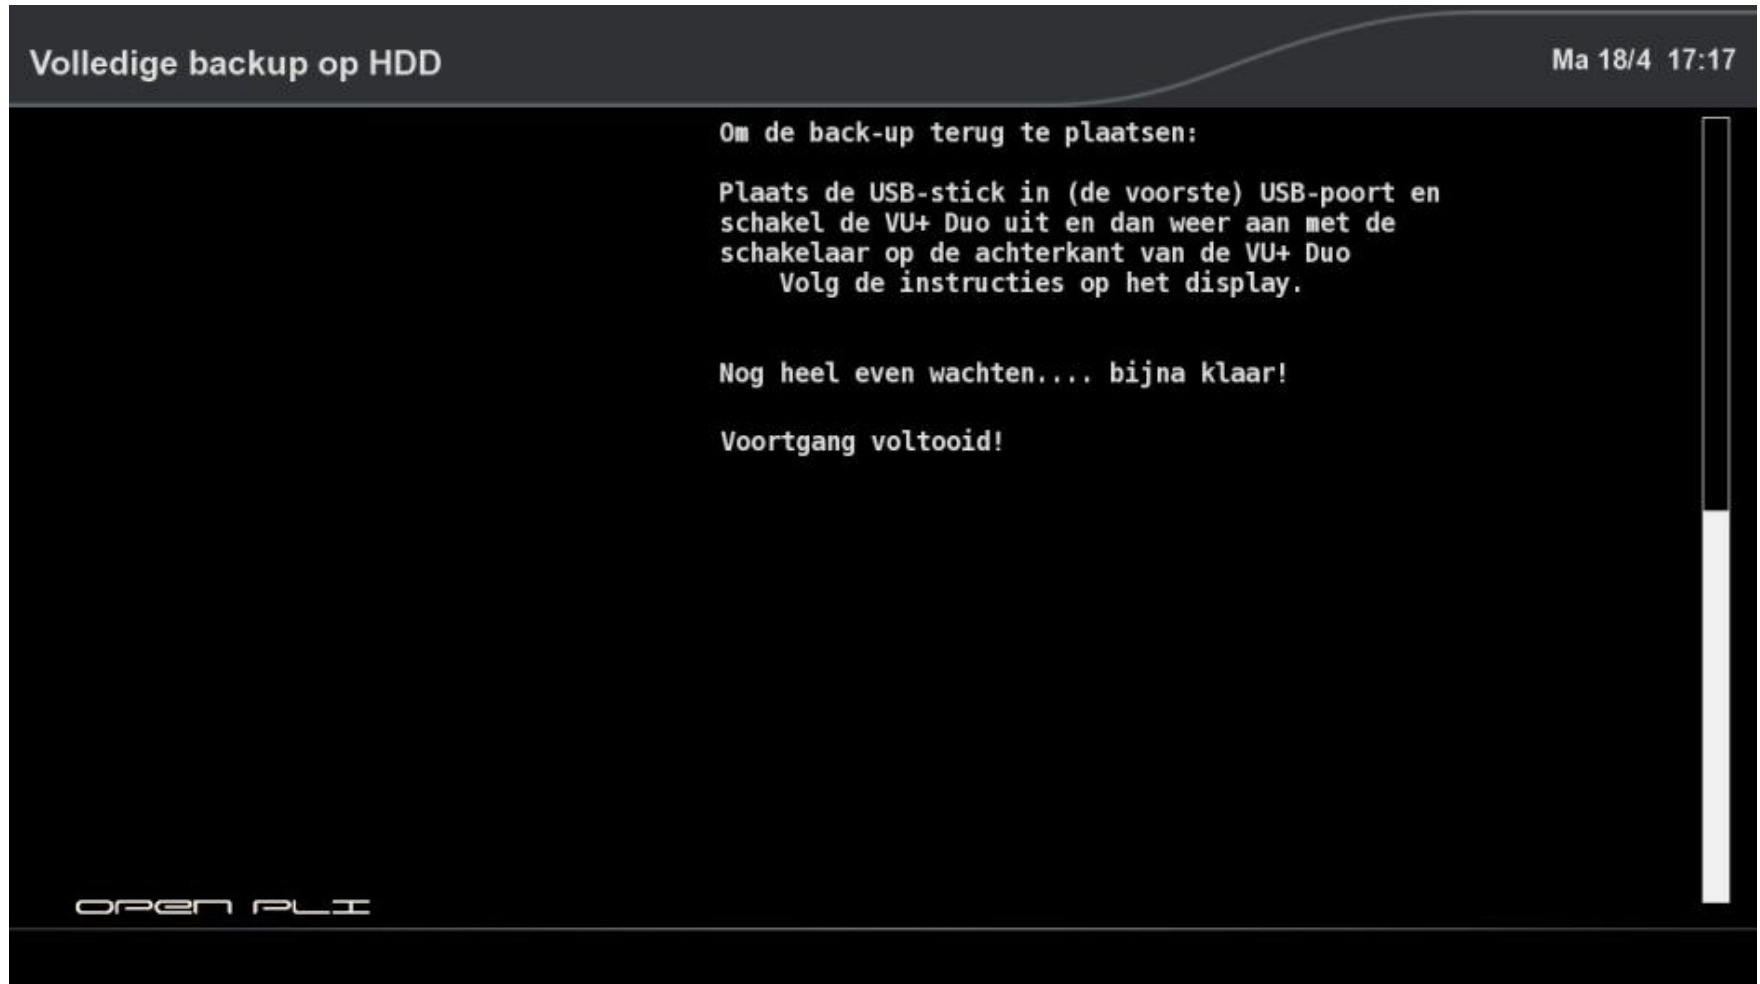 Volledige backup op HDD
Ma 18/4 17:17
Om de back-up terug te plaatsen:
Plaats de USB-stick in (de voorste) USB-poort en
schakel de VU+ Duo uit en dan weer aan met de
schakelaar op de achterkant van de VU+ Duo
Volg de instructies op het display.
Nog heel even wachten.... bijna klaar!
Voortgang voltooid!
OPEN PLI